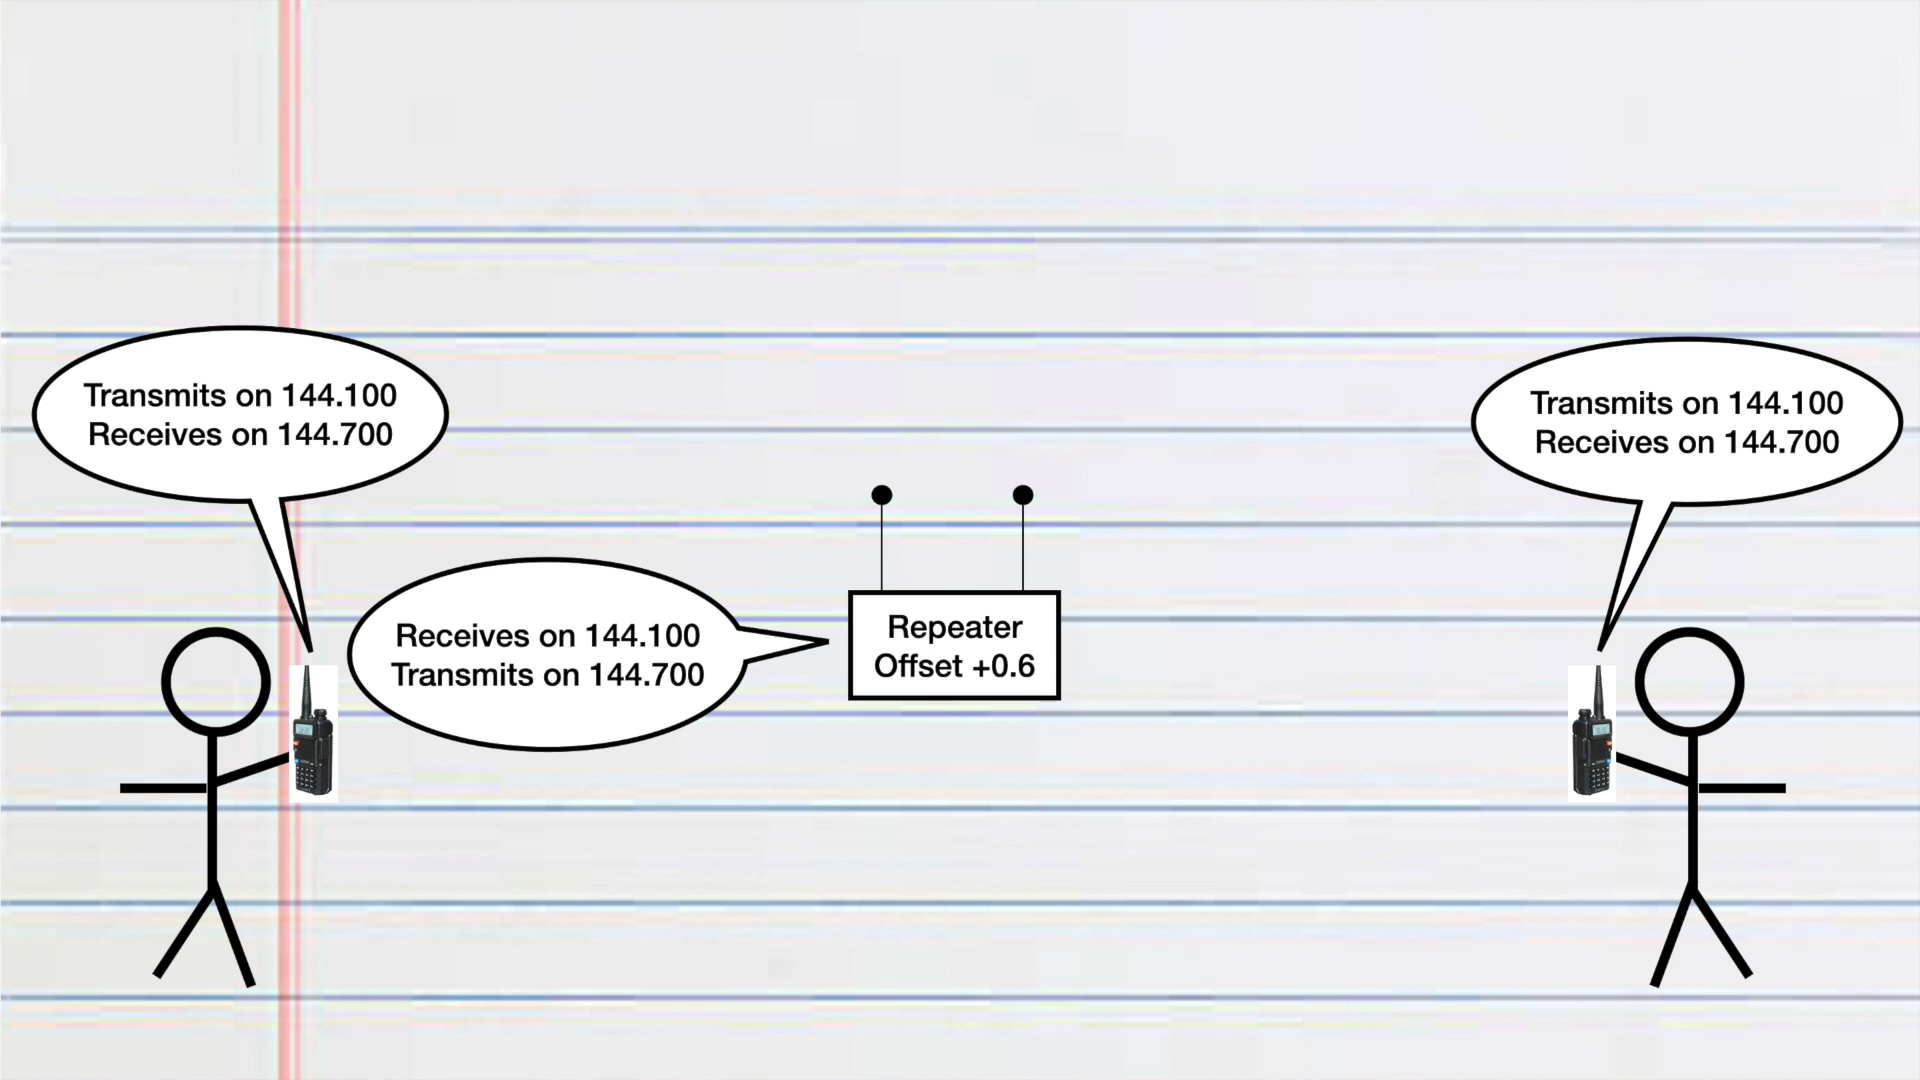 Transmits on 144.100
Receives on 144.700
Transmits on 144.100
Receives on 144.700
Receives on 144.100
Transmits on 144.700
Repeater
Offset +0.6